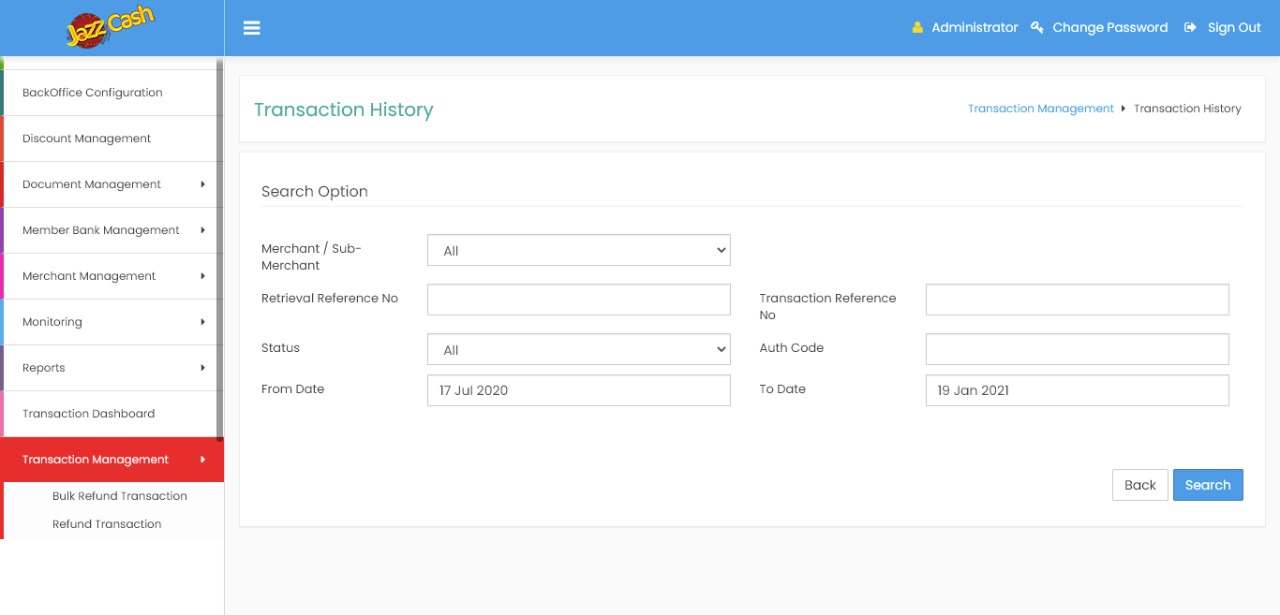 Jazz Cash
Administrator
Change Password
Sign Out
BackOffice Configuration
Discount Management
Document Management
Member Bank Management
Merchant Management
Monitoring
Reports
Transaction Dashboard
Transaction Management
Bulk Refund Transaction
Refund Transaction
Transaction History
Transaction Management
Transaction History
Search Option
Merchant / Sub-
Merchant
All
Retrieval Reference No
Transaction Reference
No
Status
All
Auth Code
From Date
17 Jul 2020
To Date
19 Jan 2021
Back
Search